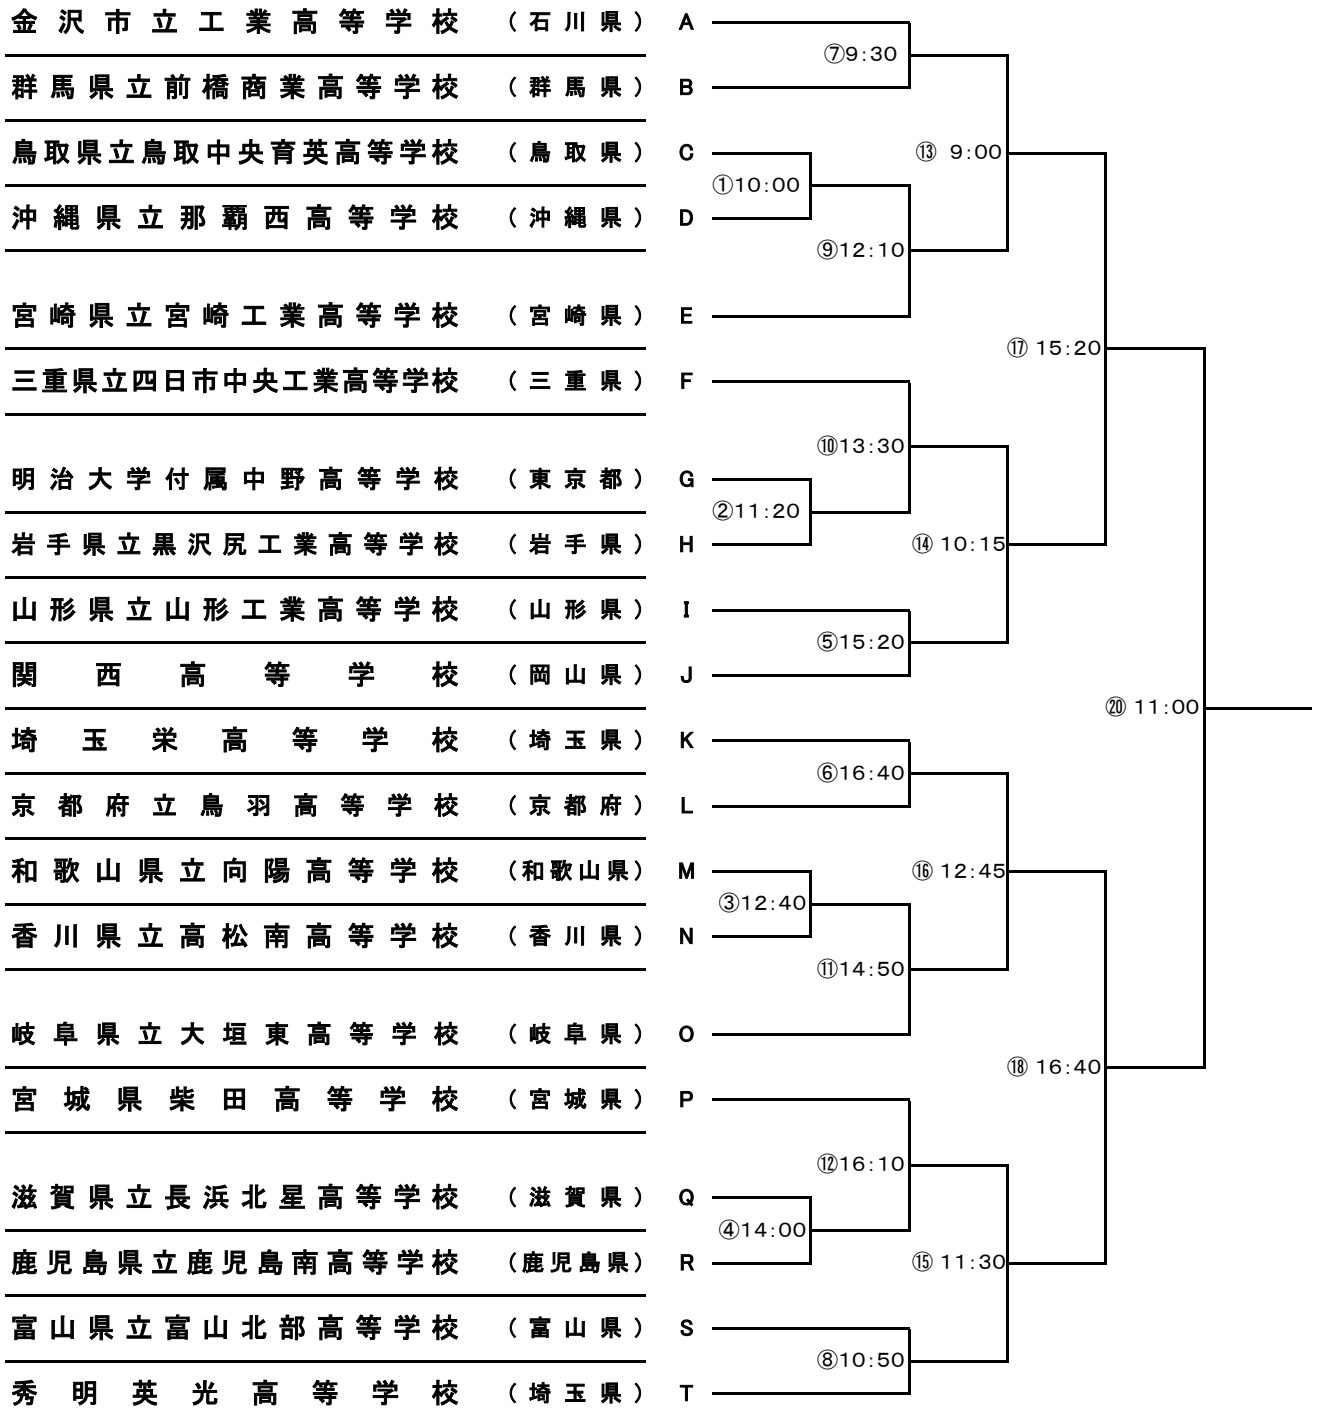 金沢市立工業高等学校 （石川県） A
⑦9:30
群馬県立前橋商業高等学校 （群馬県） B
鳥取県立鳥取中央育英高等学校 （鳥取県） C
⑬ 9:00
①10:00
沖縄県立那覇西高等学校 （沖縄県） D
⑨12:10
宮崎県立宮崎工業高等学校 （宮崎県） E
⑰ 15:20
三重県立四日市中央工業高等学校 （三重県） F
⑩13:30
明治大学付属中野高等学校 （東京都） G
②11:20
岩手県立黒沢尻工業高等学校 （岩手県） H
⑭ 10:15
山形県立山形工業高等学校 （山形県） I
⑤15:20
関西高等学校 （岡山県） J
⑳ 11:00
埼玉栄高等学校 （埼玉県） K
⑥16:40
京都府立鳥羽高等学校 （京都府） L
和歌山県立向陽高等学校 （和歌山県） M
⑯ 12:45
③12:40
香川県立高松南高等学校 （香川県） N
⑪14:50
岐阜県立大垣東高等学校 （岐阜県） O
⑱ 16:40
宮城県柴田高等学校 （宮城県） P
⑫16:10
滋賀県立長浜北星高等学校 （滋賀県） Q
④14:00
鹿児島県立鹿児島南高等学校 （鹿児島県） R
⑮ 11:30
富山県立富山北部高等学校 （富山県） S
⑧10:50
秀明英光高等学校 （埼玉県） T